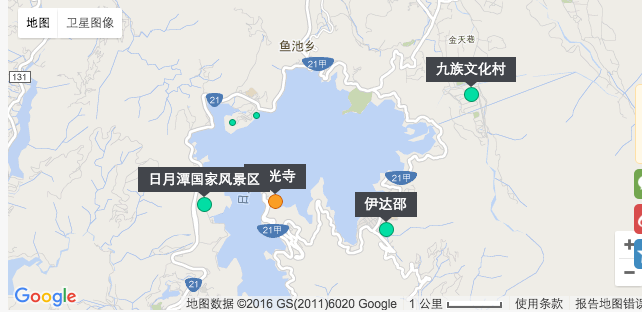 地图 卫星图像
鱼池乡
金天巷
131
21甲
九族文化村
21
日月潭国家风景区
光寺
21甲
伊达邵
21甲
Google
地图数据 ©2016 GS(2011)6020 Google 1 公里 使用条款 报告地图错误